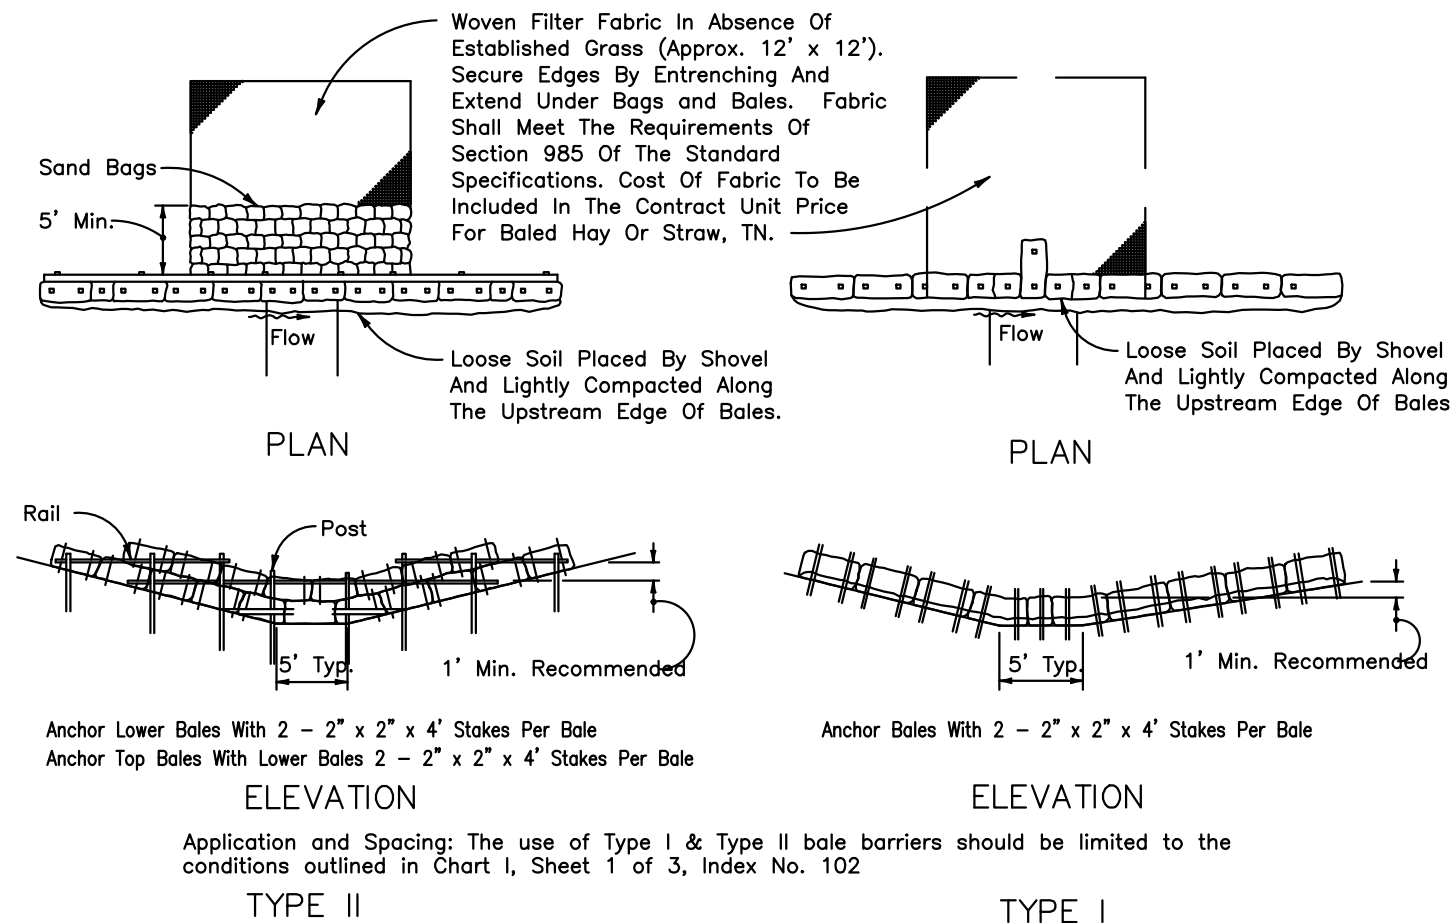 Woven Filter Fabric In Absence Of
Established Grass (Approx. 12' x 12').
Secure Edges By Entrenching And
Extend Under Bags and Bales. Fabric
Shall Meet The Requirements Of
Section 985 Of The Standard
Specifications. Cost Of Fabric To Be
Included In The Contract Unit Price
For Baled Hay Or Straw, TN.
Sand Bags
5' Min.
Flow
Loose Soil Placed By Shovel
And Lightly Compacted Along
The Upstream Edge Of Bales.
PLAN
Flow
Loose Soil Placed By Shovel
And Lightly Compacted Along
The Upstream Edge Of Bales
PLAN
Rail
Post
5' Typ.
1' Min. Recommended
Anchor Lower Bales With 2 – 2" x 2" x 4' Stakes Per Bale
Anchor Top Bales With Lower Bales 2 – 2" x 2" x 4' Stakes Per Bale
ELEVATION
5' Typ.
1' Min. Recommended
Anchor Bales With 2 – 2" x 2" x 4' Stakes Per Bale
ELEVATION
Application and Spacing: The use of Type I & Type II bale barriers should be limited to the
conditions outlined in Chart I, Sheet 1 of 3, Index No. 102
TYPE II
TYPE I